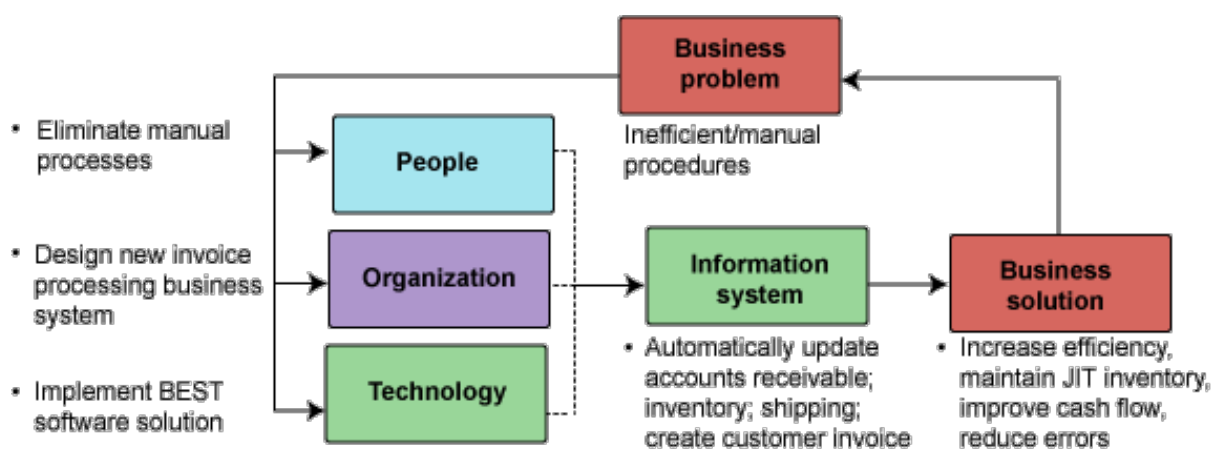 Business
problem
Inefficient/manual
procedures
• Eliminate manual
processes
People
• Design new invoice
processing business
system
Organization
• Implement BEST
software solution
Technology
Information
system
• Automatically update
accounts receivable;
inventory; shipping;
create customer invoice
Business
solution
• Increase efficiency,
maintain JIT inventory,
improve cash flow,
reduce errors